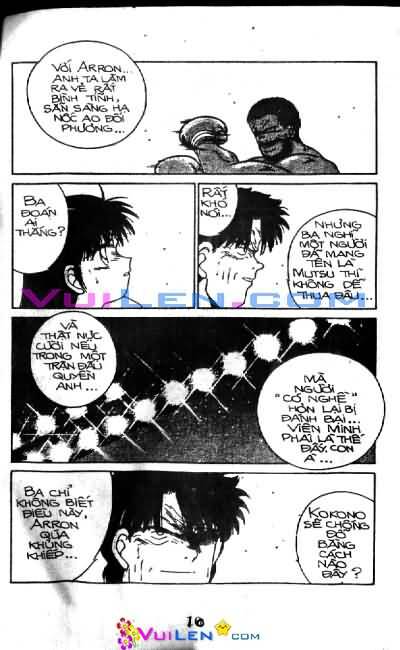 VỚI ARRON...
ANH TA LÀM
RA VẺ RẤT
BÌNH TĨNH,
SẴN SÀNG HẠ
NỐC AO ĐỐI
PHƯƠNG...
BA
ĐOÁN
AI
THẮNG?
RẤT
KHÓ
NÓI...
NHƯNG
BA NGHĨ
MỘT NGƯỜI
ĐÃ MANG
TÊN LÀ
MUTSU THÌ
KHÔNG DỄ
THUA ĐÂU...
VUILEN.COM
VÀ
THẬT NỰC
CƯỜI NẾU
TRONG MỘT
TRẬN ĐẤU
QUYỀN
ANH...
MÀ
NGƯỜI
"CÓ NGHỀ"
HƠN LẠI BỊ
ĐÁNH BẠI...
VIỄN MINH
PHÁI LÀ THẾ
ĐẤY, CON
Ạ...
BA CHỈ
KHÔNG BIẾT
ĐIỀU NÀY,
ARRON
QUÁ
KHỦNG
KHIẾP...
KOKONO
SẼ CHỐNG
ĐỠ
BẰNG
CÁCH
NÀO
ĐÂY?
10
VUILEN.COM